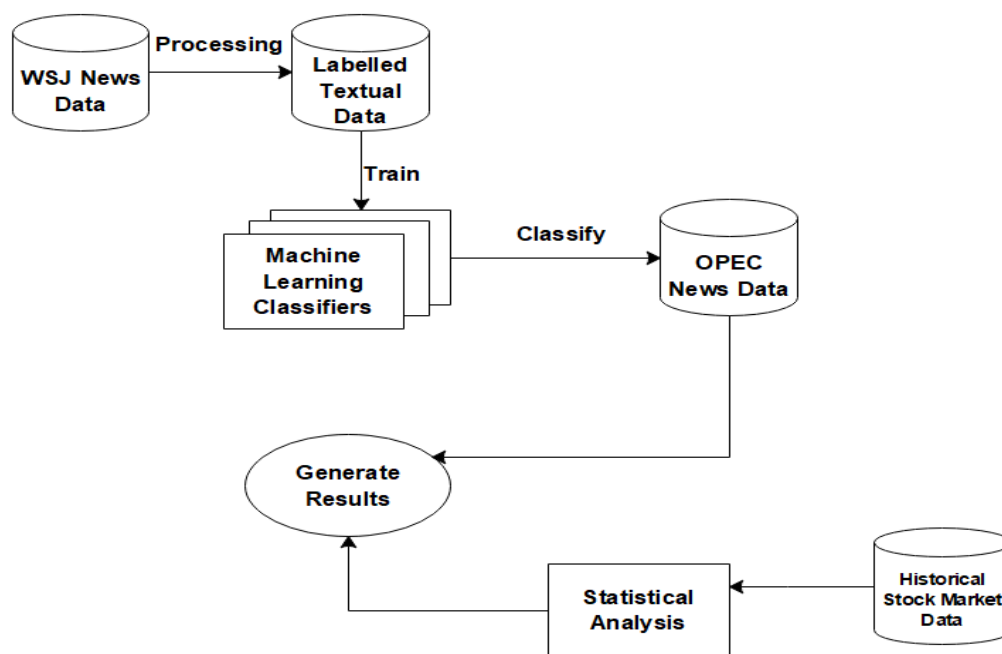 Processing
WSJ News
Data
Labelled
Textual
Data
Train
Machine
Learning
Classifiers
Classify
OPEC
News Data
Generate
Results
Statistical
Analysis
Historical
Stock Market
Data